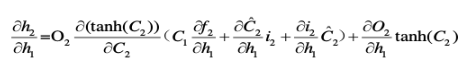 ∂h₂/∂h₁ =O₂ ∂(tanh(C₂))/∂C₂ (C₁ ∂f₂/∂h₁ + ∂Ĉ₂/∂h₁ i₂ + ∂i₂/∂h₁ Ĉ₂) + ∂O₂/∂h₁ tanh(C₂)